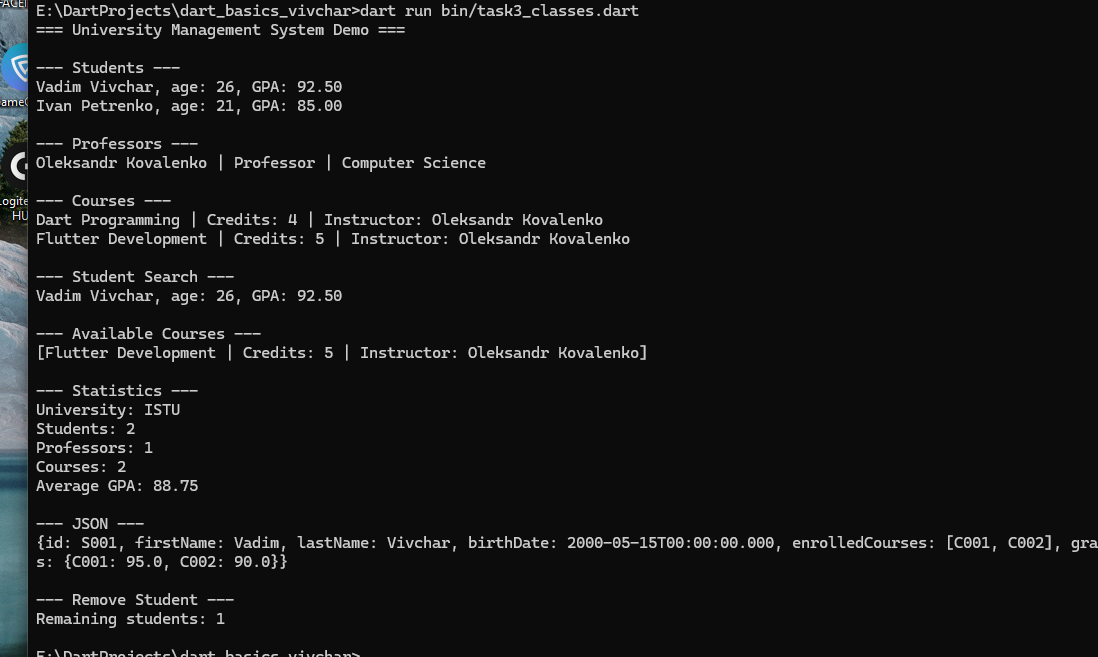 E:\DartProjects\dart_basics_vivchar>dart run bin/task3_classes.dart
=== University Management System Demo ===
--- Students ---
Vadim Vivchar, age: 26, GPA: 92.50
Ivan Petrenko, age: 21, GPA: 85.00
--- Professors ---
Oleksandr Kovalenko | Professor | Computer Science
--- Courses ---
Dart Programming | Credits: 4 | Instructor: Oleksandr Kovalenko
Flutter Development | Credits: 5 | Instructor: Oleksandr Kovalenko
--- Student Search ---
Vadim Vivchar, age: 26, GPA: 92.50
--- Available Courses ---
[Flutter Development | Credits: 5 | Instructor: Oleksandr Kovalenko]
--- Statistics ---
University: ISTU
Students: 2
Professors: 1
Courses: 2
Average GPA: 88.75
--- JSON ---
{id: S001, firstName: Vadim, lastName: Vivchar, birthDate: 2000-05-15T00:00:00.000, enrolledCourses: [C001, C002], gra
s: {C001: 95.0, C002: 90.0}}
--- Remove Student ---
Remaining students: 1
E:\DartProjects\dart_basics_vivchar>
HU